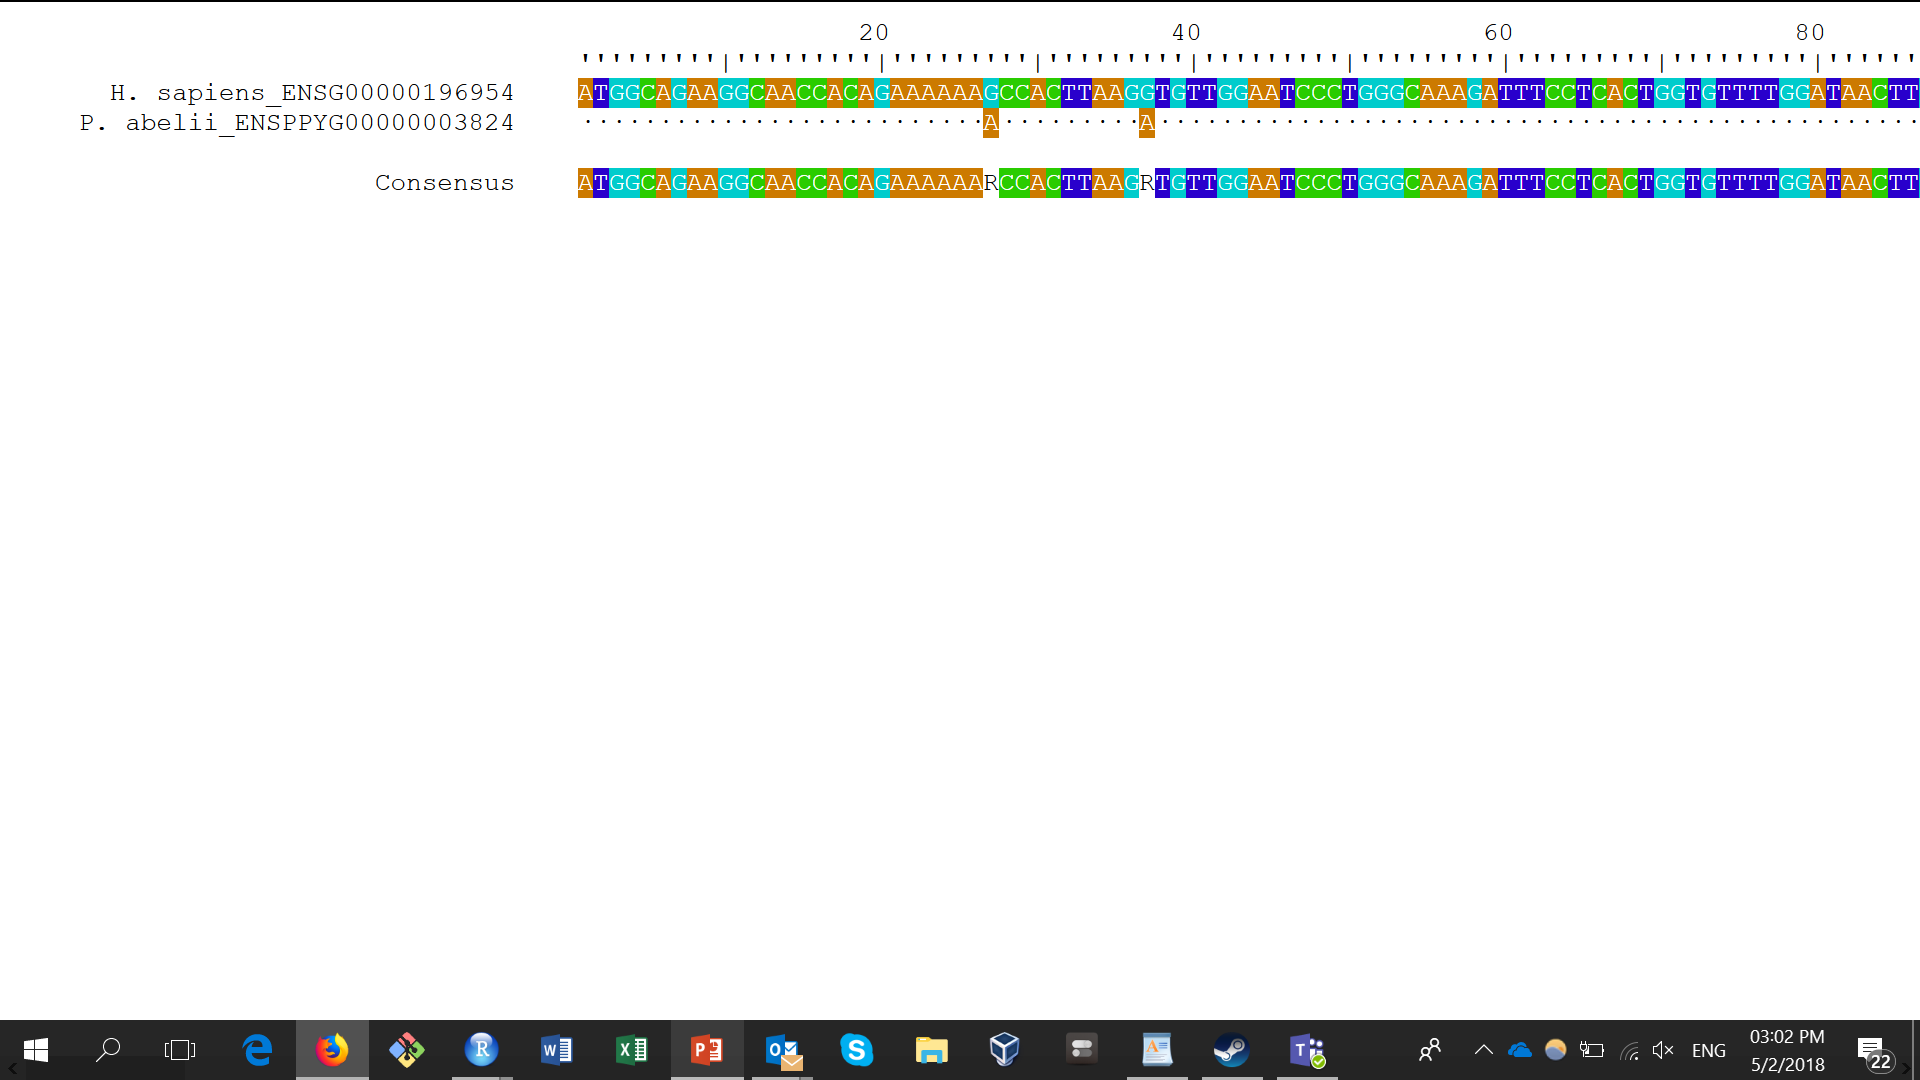 20 40 60 80
'''''''''|'''''''''|'''''''''|'''''''''|'''''''''|'''''''''|'''''''''|'''''''''|''''''
H. sapiens_ENSG00000196954 ATGGCAGAAGGCAACCACAGAAAAAAGCCACTTAAGGTGTTGGAATCCCTGGGCAAAGATTTCCTCACTGGTGTTTTGGATAACTT
P. abelii_ENSPPYG00000003824 ··························A·········A·················································
Consensus ATGGCAGAAGGCAACCACAGAAAAAARCCACTTAAGRTGTTGGAATCCCTGGGCAAAGATTTCCTCACTGGTGTTTTGGATAACTT
ENG
03:02 PM
5/2/2018
22